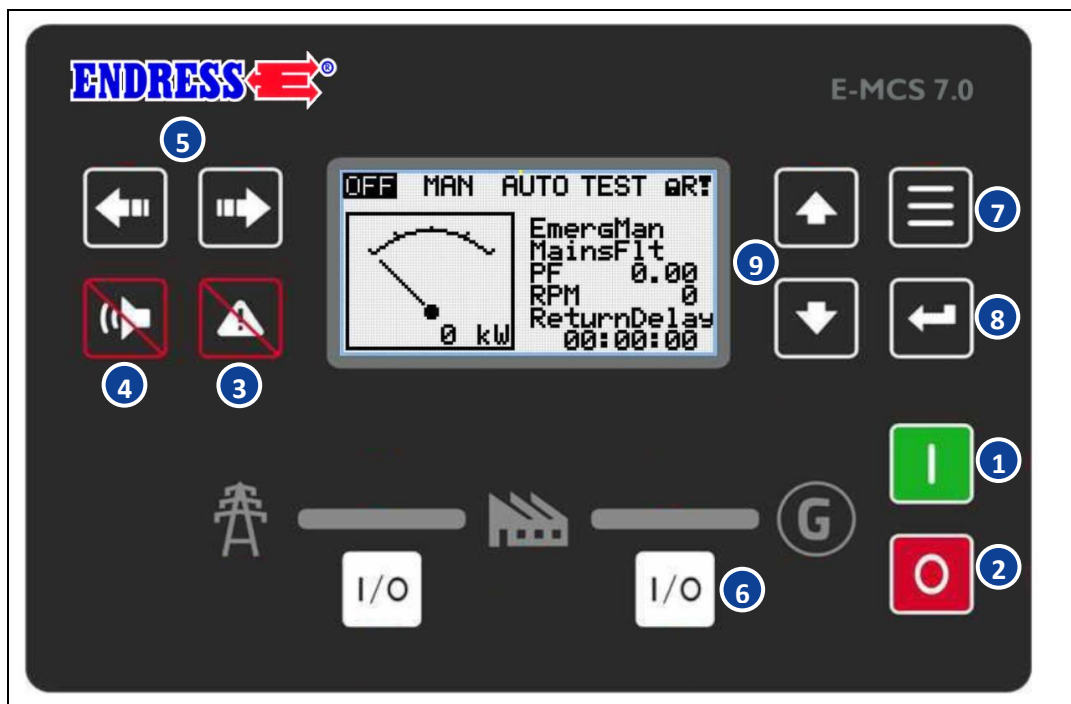 ENDRESS E ®
E-MCS 7.0
5
OFF MAN AUTO TEST R!
EmergMan
MainsFlt
PF 0.00
RPM 0
ReturnDelay
00:00:00
0 kW
9
7
8
4
3
I
1
G
O
2
I/O
I/O
6